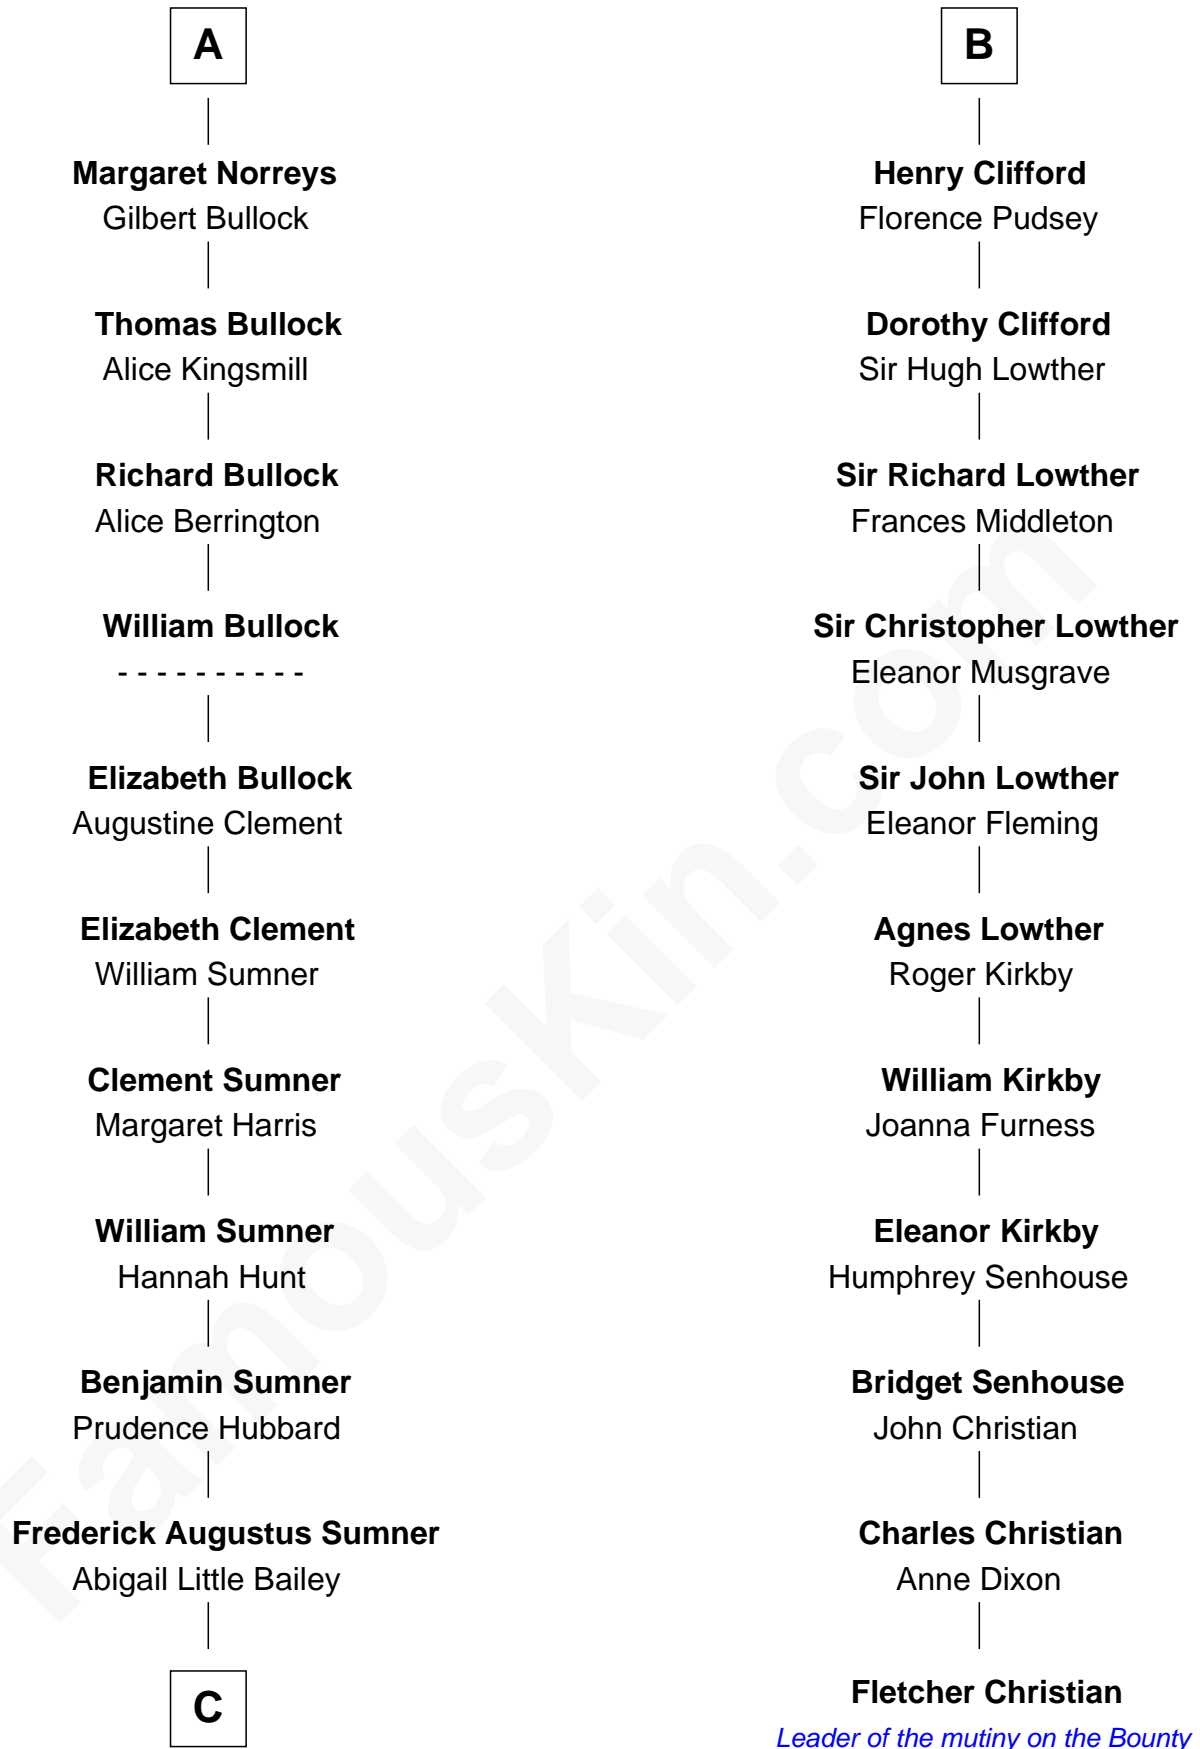 A
Margaret Norreys
Gilbert Bullock
Thomas Bullock
Alice Kingsmill
Richard Bullock
Alice Berrington
William Bullock
- - - - - - - - - -
Elizabeth Bullock
Augustine Clement
Elizabeth Clement
William Sumner
Clement Sumner
Margaret Harris
William Sumner
Hannah Hunt
Benjamin Sumner
Prudence Hubbard
Frederick Augustus Sumner
Abigail Little Bailey
C
B
Henry Clifford
Florence Pudsey
Dorothy Clifford
Sir Hugh Lowther
Sir Richard Lowther
Frances Middleton
Sir Christopher Lowther
Eleanor Musgrave
Sir John Lowther
Eleanor Fleming
Agnes Lowther
Roger Kirkby
William Kirkby
Joanna Furness
Eleanor Kirkby
Humphrey Senhouse
Bridget Senhouse
John Christian
Charles Christian
Anne Dixon
Fletcher Christian
Leader of the mutiny on the Bounty
FamousKin.com